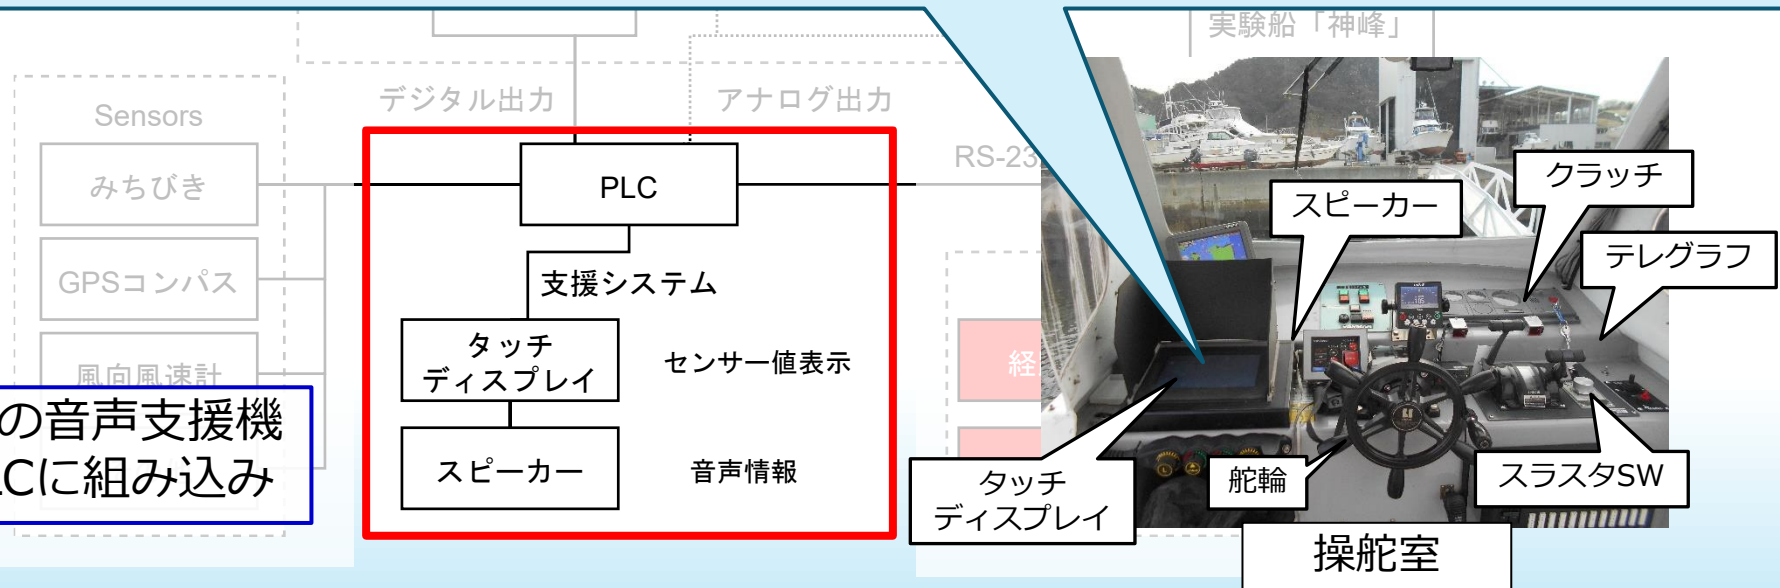 実験船「神峰」
デジタル出力
アナログ出力
Sensors
みちびき
GPSコンパス
風向風速計
PLC
RS-23
支援システム
タッチ
ディスプレイ
センサー値表示
スピーカー
音声情報
の音声支援機
Cに組み込み
経
スピーカー
クラッチ
テレグラフ
タッチ
ディスプレイ
舵輪
スラスタSW
操舵室